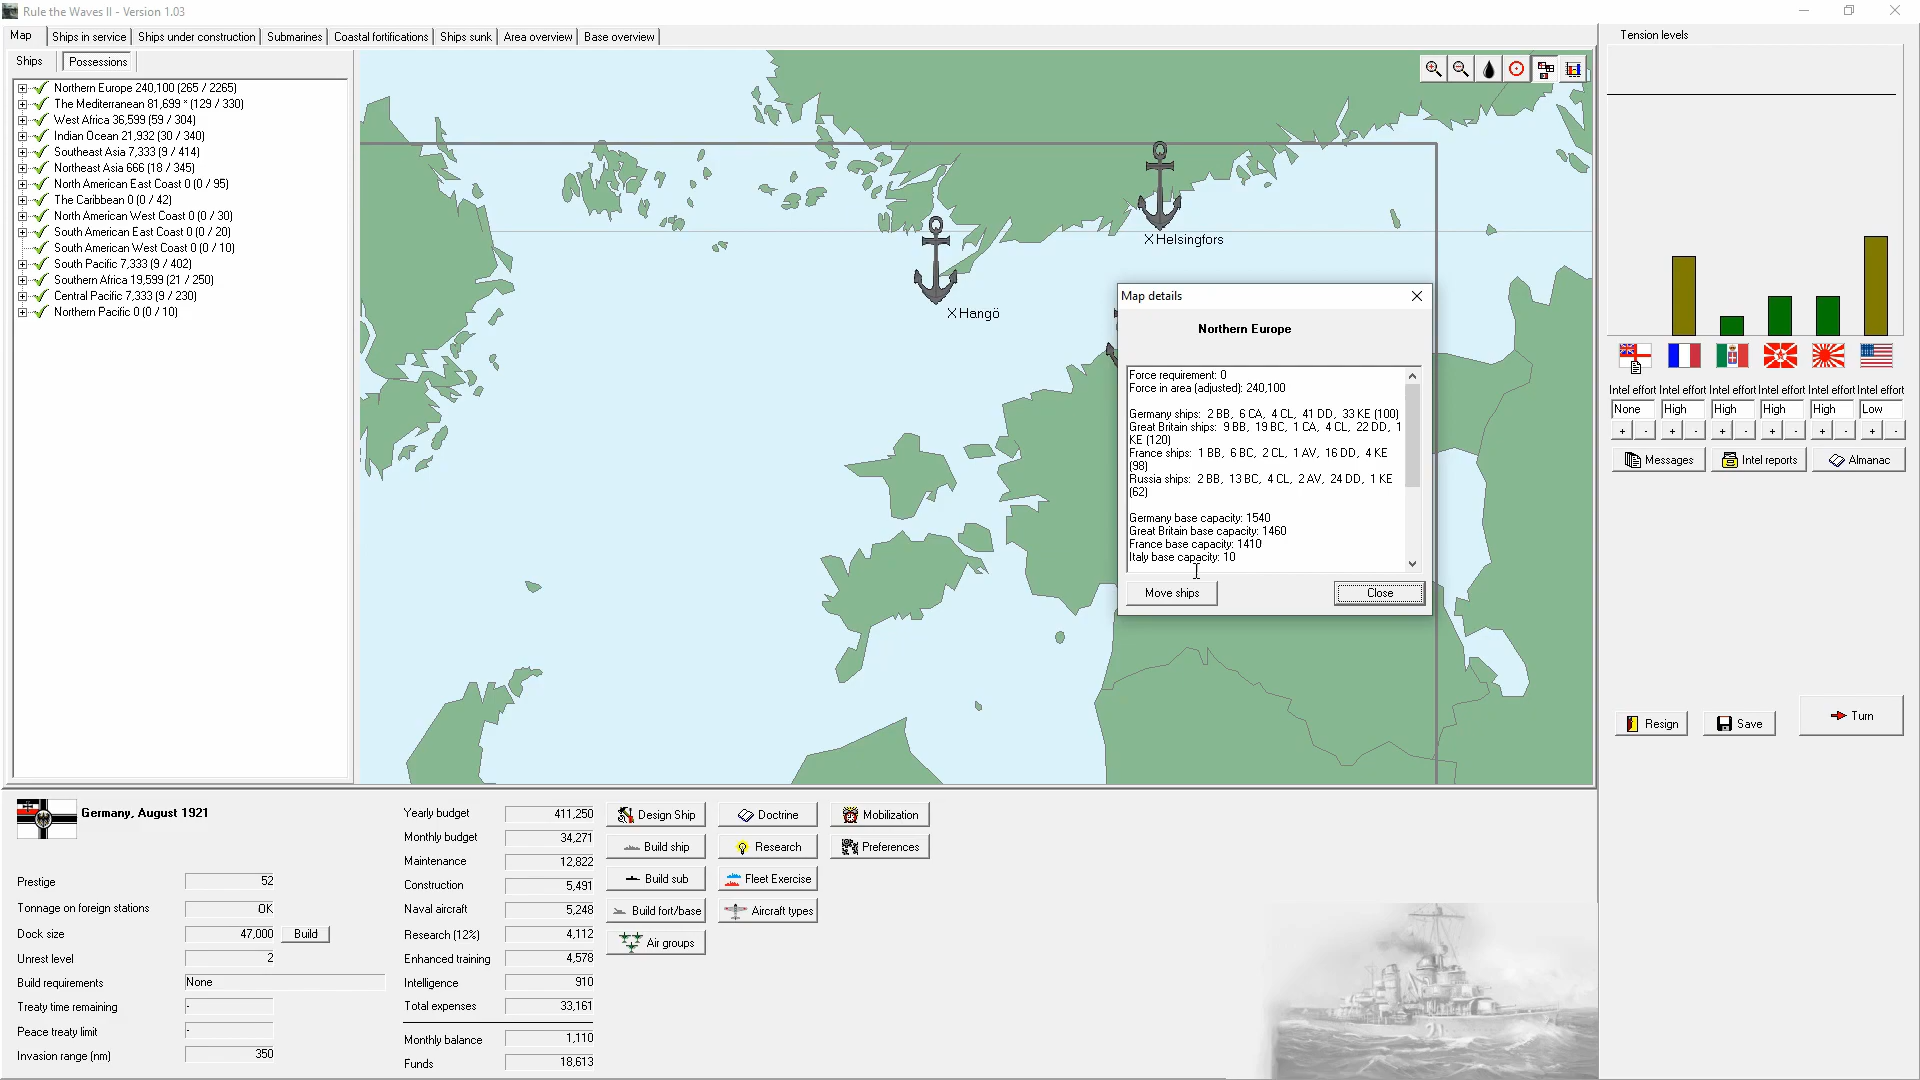 Rule the Waves II - Version 1.03
Map
Ships in service
Ships under construction
Submarines
Coastal fortifications
Ships sunk
Area overview
Base overview
Ships
Possessions
Northern Europe 240,100 (265 / 2265)
The Mediterranean 81,699 * (129 / 330)
West Africa 36,599 (59 / 304)
Indian Ocean 21,932 (30 / 340)
Southeast Asia 7,333 (9 / 414)
Northeast Asia 666 (18 / 345)
North American East Coast 0 (0 / 95)
The Caribbean 0 (0 / 42)
North American West Coast 0 (0 / 30)
South American East Coast 0 (0 / 20)
South American West Coast 0 (0 / 10)
South Pacific 7,333 (9 / 402)
Southern Africa 19,599 (21 / 250)
Central Pacific 7,333 (9 / 230)
Northern Pacific 0 (0 / 10)
X Helsingfors
X Hangö
Map details
Northern Europe
Force requirement: 0
Force in area (adjusted): 240,100
Germany ships: 2 BB, 6 CA, 4 CL, 41 DD, 33 KE (100)
Great Britain ships: 9 BB, 19 BC, 1 CA, 4 CL, 22 DD, 1
KE (120)
France ships: 1 BB, 6 BC, 2 CL, 1 AV, 16 DD, 4 KE
(98)
Russia ships: 2 BB, 13 BC, 4 CL, 2 AV, 24 DD, 1 KE
(62)
Germany base capacity: 1540
Great Britain base capacity: 1460
France base capacity: 1410
Italy base capacity: 10
Move ships
Close
Tension levels
Intel effort Intel effort Intel effort Intel effort Intel effort Intel effort
None High High High High Low
+ - + - + - + - + - + -
Messages
Intel reports
Almanac
Resign
Save
Turn
Germany, August 1921
Prestige 52
Tonnage on foreign stations OK
Dock size 47,000 Build
Unrest level 2
Build requirements None
Treaty time remaining -
Peace treaty limit -
Invasion range (nm) 350
Yearly budget 411,250
Monthly budget 34,271
Maintenance 12,822
Construction 5,491
Naval aircraft 5,248
Research (12%) 4,112
Enhanced training 4,578
Intelligence 910
Total expenses 33,161
Monthly balance 1,110
Funds 18,613
Design Ship
Doctrine
Mobilization
Build ship
Research
Preferences
Build sub
Fleet Exercise
Build fort/base
Aircraft types
Air groups